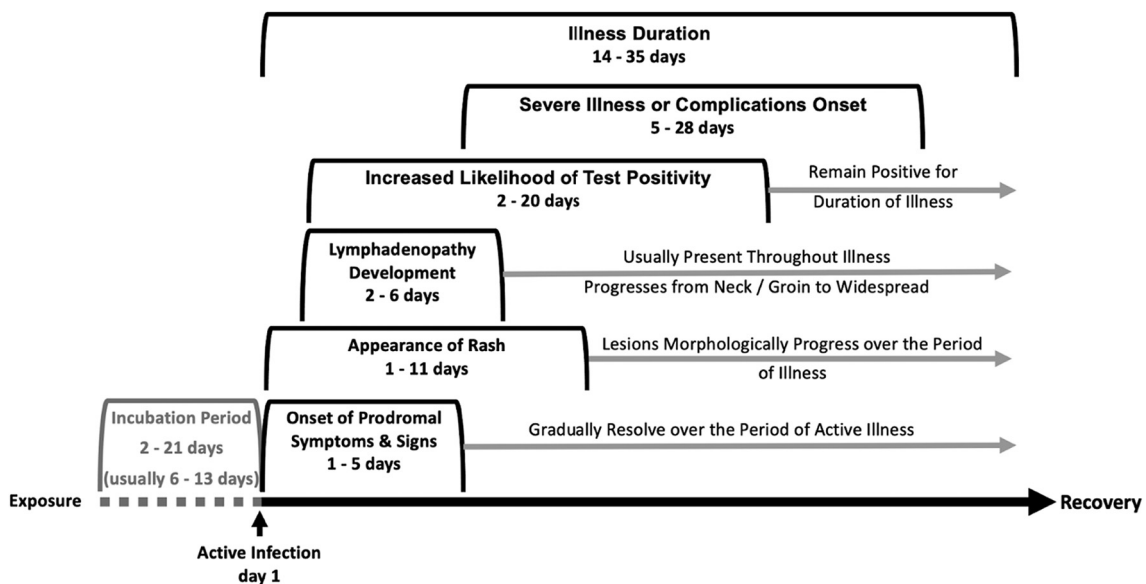 Illness Duration
14 - 35 days
Severe Illness or Complications Onset
5 - 28 days
Increased Likelihood of Test Positivity
2 - 20 days
Remain Positive for
Duration of Illness
Lymphadenopathy
Development
2 - 6 days
Usually Present Throughout Illness
Progresses from Neck / Groin to Widespread
Appearance of Rash
1 - 11 days
Lesions Morphologically Progress over the Period
of Illness
Incubation Period
2 - 21 days
(usually 6 - 13 days)
Onset of Prodromal
Symptoms & Signs
1 - 5 days
Gradually Resolve over the Period of Active Illness
Exposure
Recovery
Active Infection
day 1